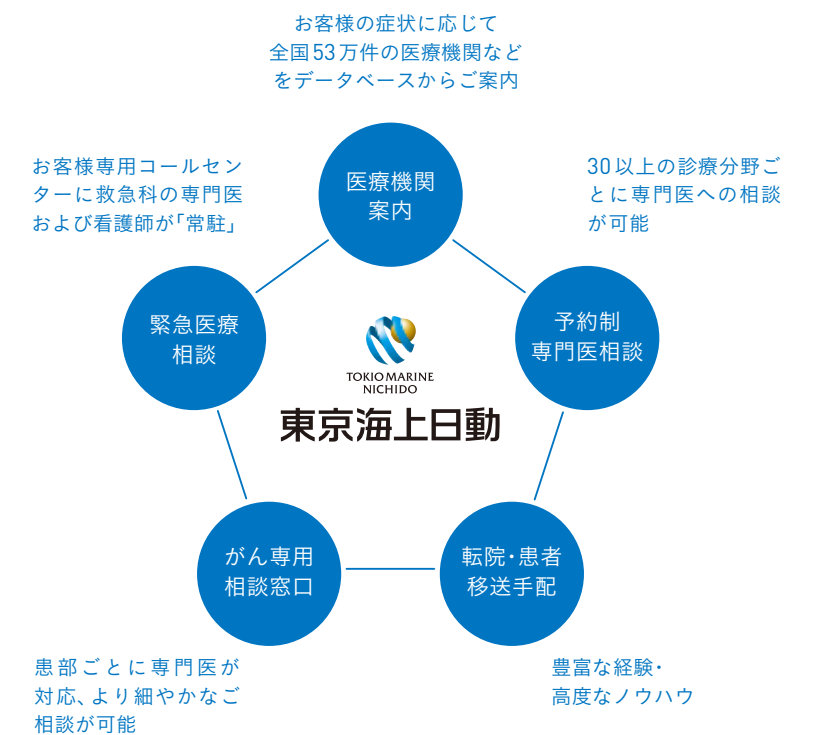 お客様の症状に応じて
全国53万件の医療機関など
をデータベースからご案内
医療機関
案内
お客様専用コールセン
ターに救急科の専門医
および看護師が「常駐」
30以上の診療分野ご
とに専門医への相談
が可能
緊急医療
相談
予約制
専門医相談
TOKIO MARINE
NICHIDO
東京海上日動
がん専用
相談窓口
転院・患者
移送手配
患部ごとに専門医が
対応、より細やかなご
相談が可能
豊富な経験・
高度なノウハウ